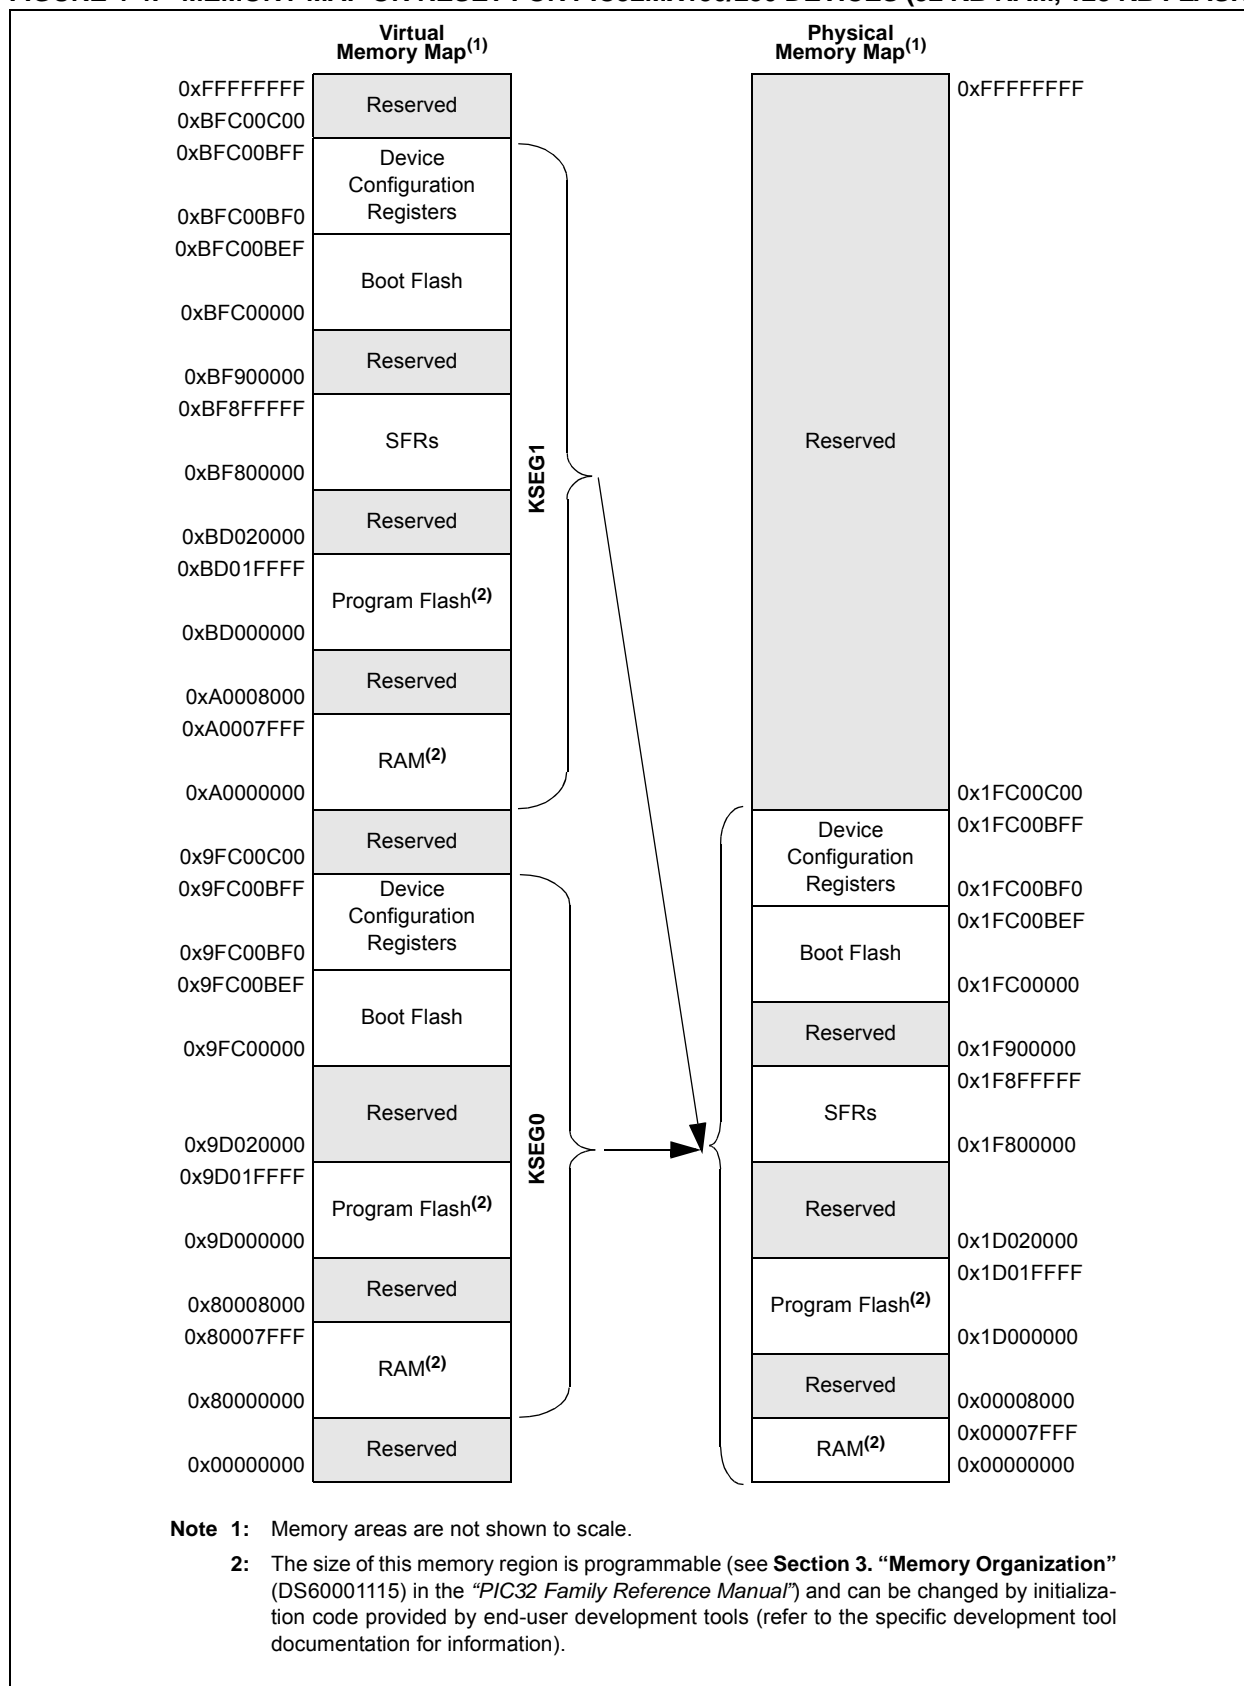 Virtual
Memory Map(1)
0xFFFFFFFF
Reserved
0xBFC00C00
0xBFC00BFF
Device
Configuration
Registers
0xBFC00BF0
0xBFC00BEF
Boot Flash
0xBFC00000
Reserved
0xBF900000
0xBF8FFFFF
SFRs
0xBF800000
Reserved
0xBD020000
0xBD01FFFF
Program Flash(2)
0xBD000000
Reserved
0xA0008000
0xA0007FFF
RAM(2)
0xA0000000
KSEG1
Reserved
0x9FC00C00
0x9FC00BFF
Device
Configuration
Registers
0x9FC00BF0
0x9FC00BEF
Boot Flash
0x9FC00000
Reserved
0x9D020000
0x9D01FFFF
Program Flash(2)
0x9D000000
Reserved
0x80008000
0x80007FFF
RAM(2)
0x80000000
KSEG0
Reserved
0x00000000
Physical
Memory Map(1)
0xFFFFFFFF
Reserved
0x1FC00C00
0x1FC00BFF
Device
Configuration
Registers
0x1FC00BF0
0x1FC00BEF
Boot Flash
0x1FC00000
Reserved
0x1F900000
0x1F8FFFFF
SFRs
0x1F800000
Reserved
0x1D020000
0x1D01FFFF
Program Flash(2)
0x1D000000
Reserved
0x00008000
0x00007FFF
RAM(2)
0x00000000
Note 1: Memory areas are not shown to scale.
2: The size of this memory region is programmable (see Section 3. “Memory Organization”
(DS60001115) in the “PIC32 Family Reference Manual”) and can be changed by initializa-
tion code provided by end-user development tools (refer to the specific development tool
documentation for information).